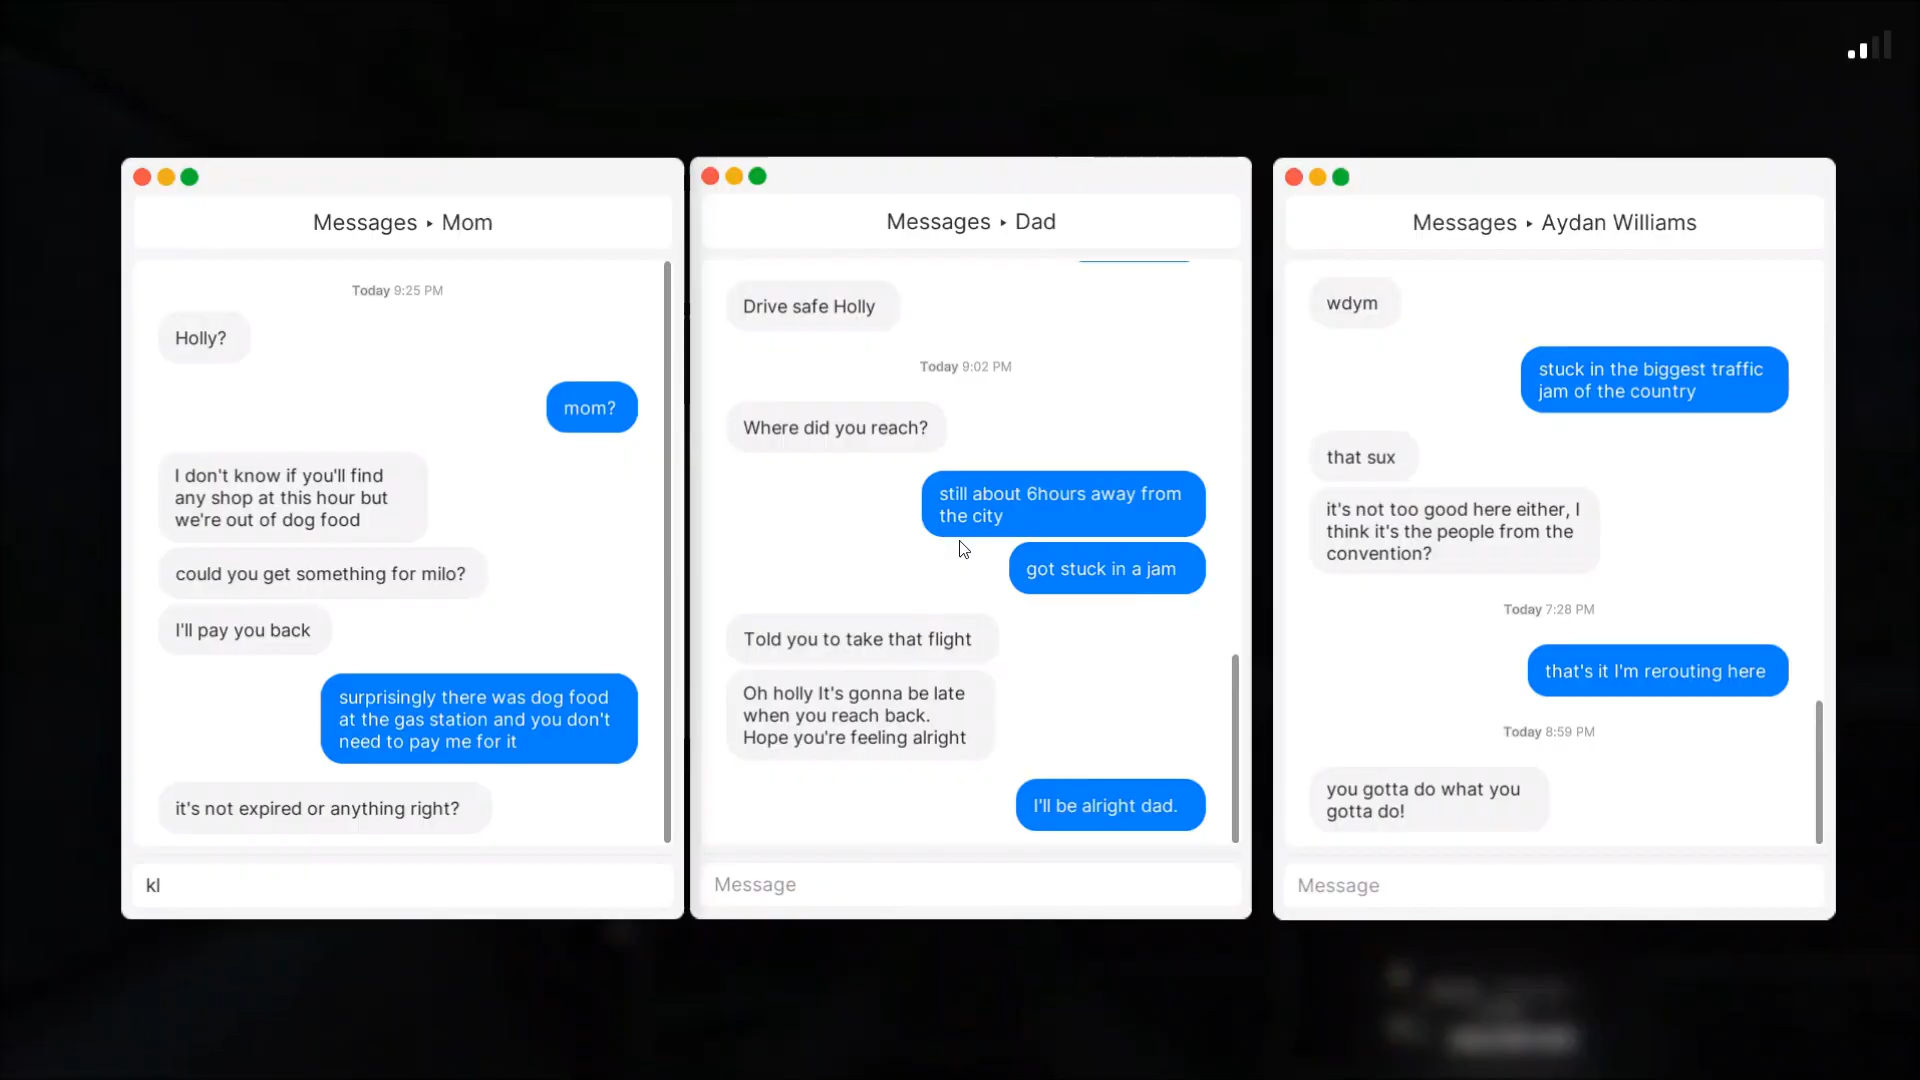 Messages ▸ Mom
Today 9:25 PM
Holly?
mom?
I don't know if you'll find
any shop at this hour but
we're out of dog food
could you get something for milo?
I'll pay you back
surprisingly there was dog food
at the gas station and you don't
need to pay me for it
it's not expired or anything right?
kl
Messages ▸ Dad
Drive safe Holly
Today 9:02 PM
Where did you reach?
still about 6hours away from
the city
got stuck in a jam
Told you to take that flight
Oh holly It's gonna be late
when you reach back.
Hope you're feeling alright
I'll be alright dad.
Message
Messages ▸ Aydan Williams
wdym
stuck in the biggest traffic
jam of the country
that sux
it's not too good here either, I
think it's the people from the
convention?
Today 7:28 PM
that's it I'm rerouting here
Today 8:59 PM
you gotta do what you
gotta do!
Message